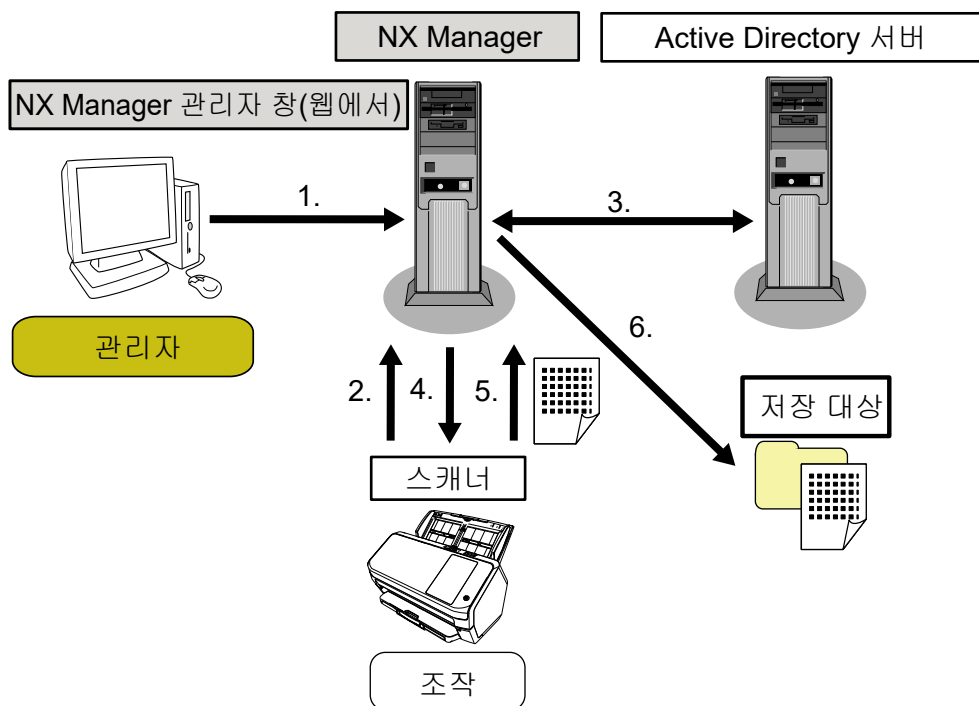 NX Manager
Active Directory 서버
NX Manager 관리자 창(웹에서)
1.
3.
관리자
6.
2.
4.
5.
저장 대상
스캐너
조작